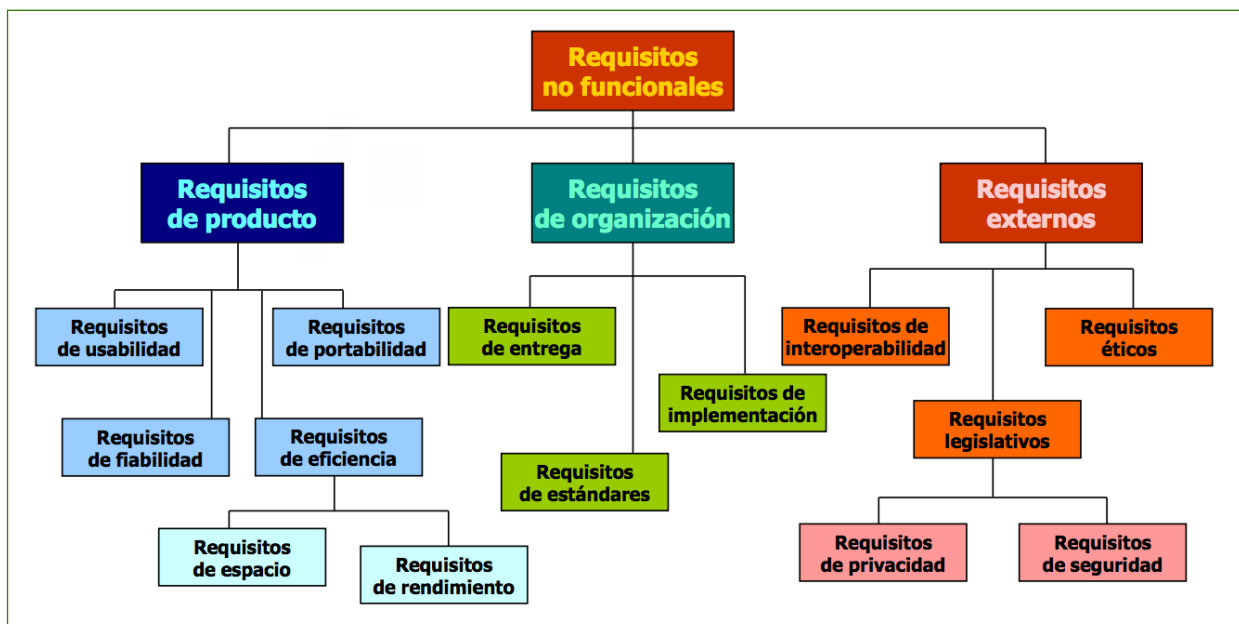 Requisitos
no funcionales
Requisitos
de producto
Requisitos
de organización
Requisitos
externos
Requisitos
de usabilidad
Requisitos
de portabilidad
Requisitos
de entrega
Requisitos de
interoperabilidad
Requisitos
éticos
Requisitos
de fiabilidad
Requisitos
de eficiencia
Requisitos de
implementación
Requisitos
legislativos
Requisitos
de estándares
Requisitos
de espacio
Requisitos
de rendimiento
Requisitos
de privacidad
Requisitos
de seguridad